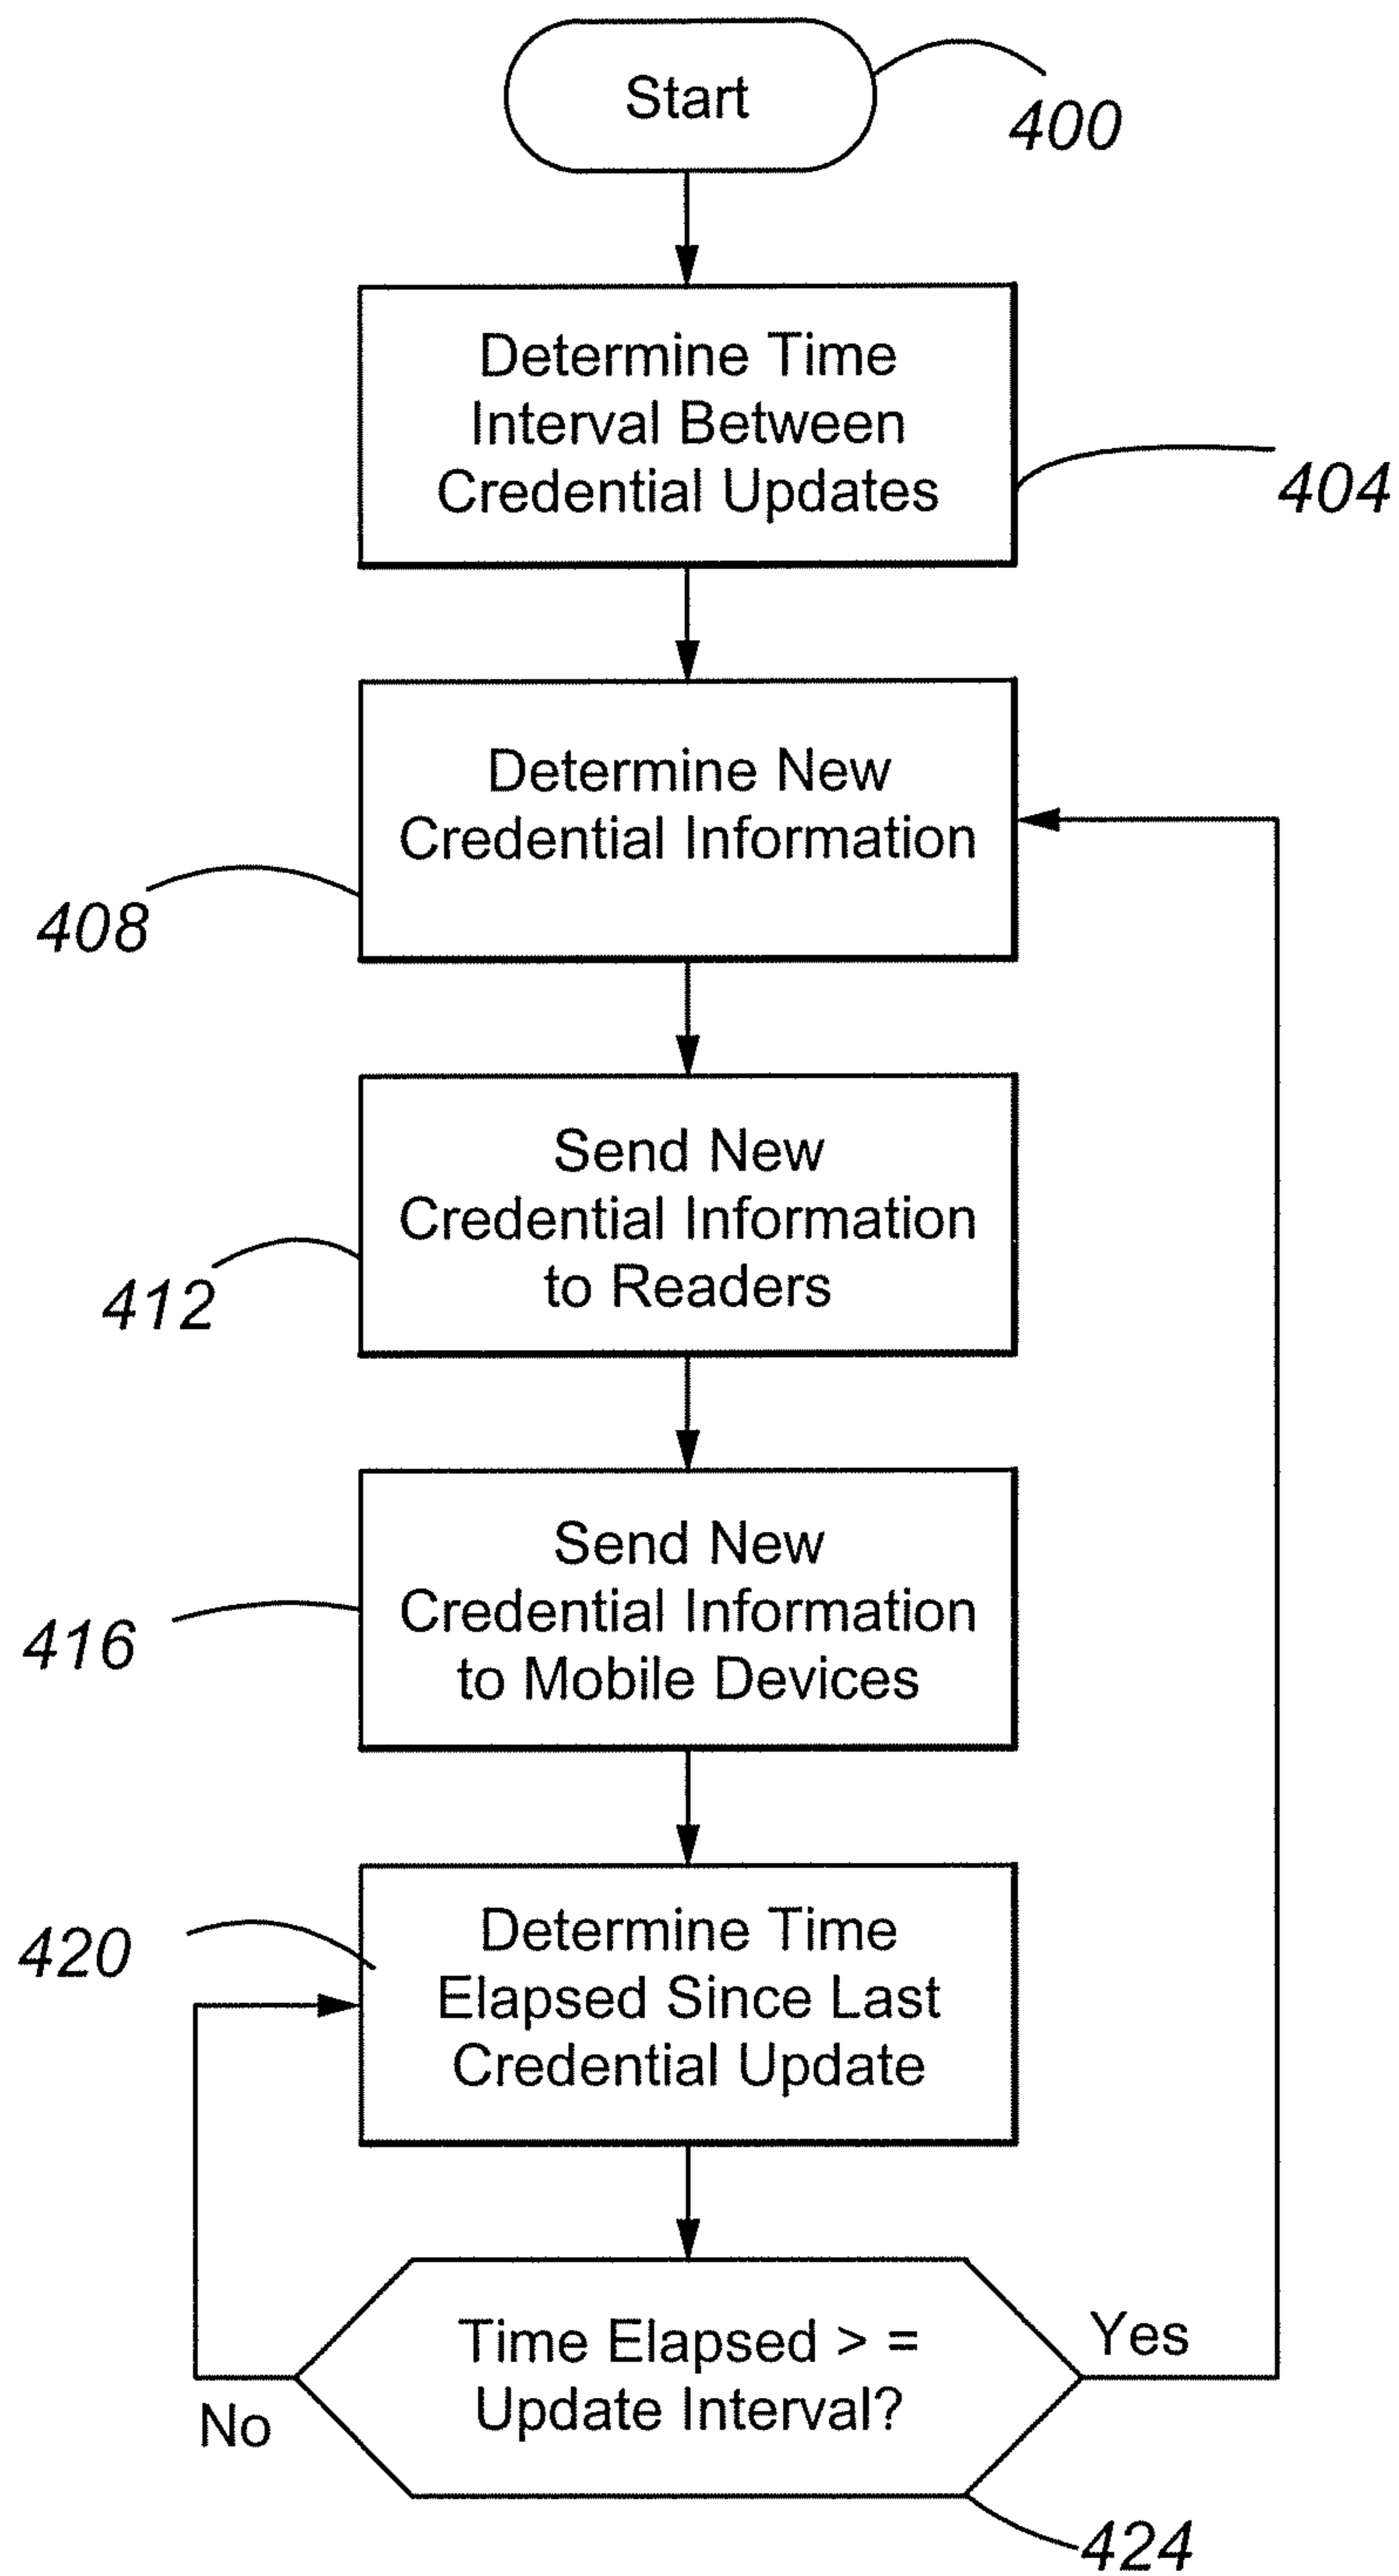 Start
400
Determine Time
Interval Between
Credential Updates
404
Determine New
Credential Information
408
Send New
Credential Information
to Readers
412
Send New
Credential Information
to Mobile Devices
416
Determine Time
Elapsed Since Last
Credential Update
420
Time Elapsed > =
Update Interval?
Yes
No
424